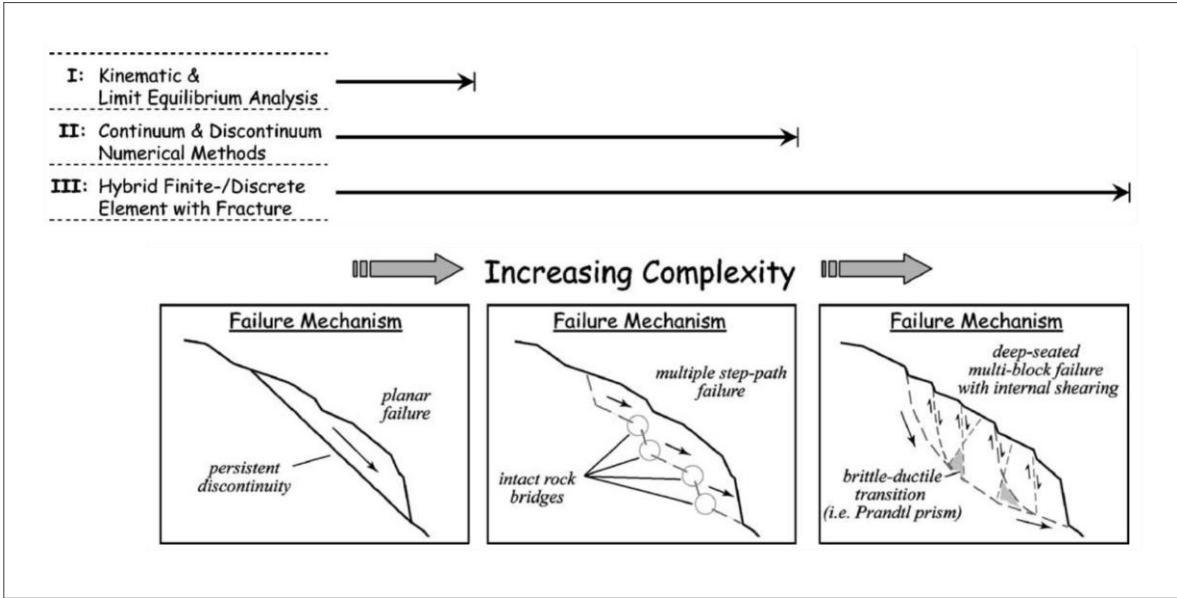 I: Kinematic &
Limit Equilibrium Analysis
II: Continuum & Discontinuum
Numerical Methods
III: Hybrid Finite-/Discrete
Element with Fracture
Increasing Complexity
Failure Mechanism
planar
failure
persistent
discontinuity
Failure Mechanism
multiple step-path
failure
intact rock
bridges
Failure Mechanism
deep-seated
multi-block failure
with internal shearing
brittle-ductile
transition
(i.e. Prandtl prism)